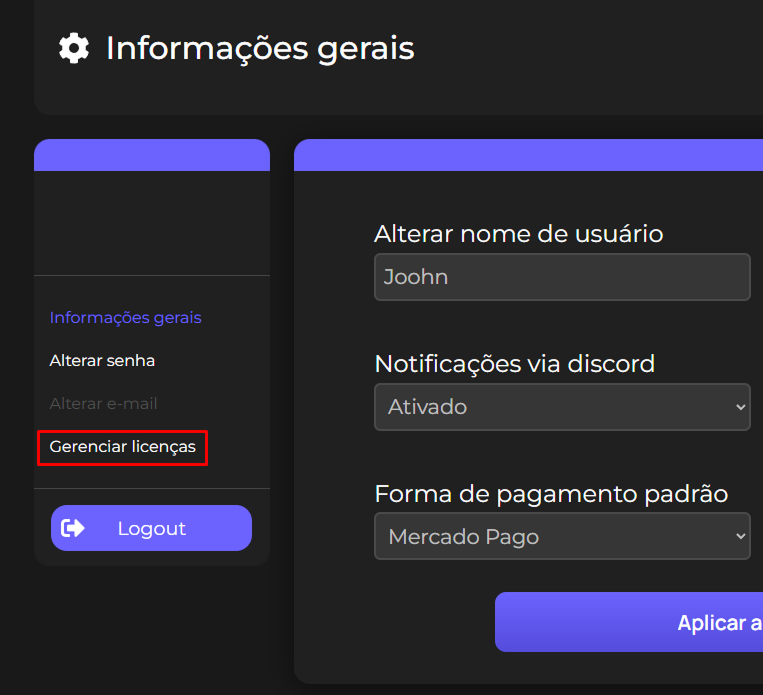 Informações gerais
Informações gerais
Alterar senha
Alterar e-mail
Gerenciar licenças
Logout
Alterar nome de usuário
Joohn
Notificações via discord
Ativado
Forma de pagamento padrão
Mercado Pago
Aplicar a